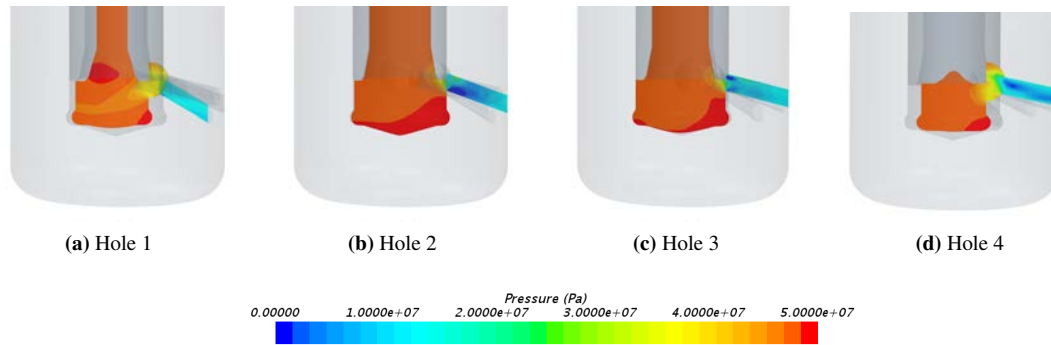 (a) Hole 1
(b) Hole 2
(c) Hole 3
(d) Hole 4
Pressure (Pa)
0.00000 1.0000e+07 2.0000e+07 3.0000e+07 4.0000e+07 5.0000e+07